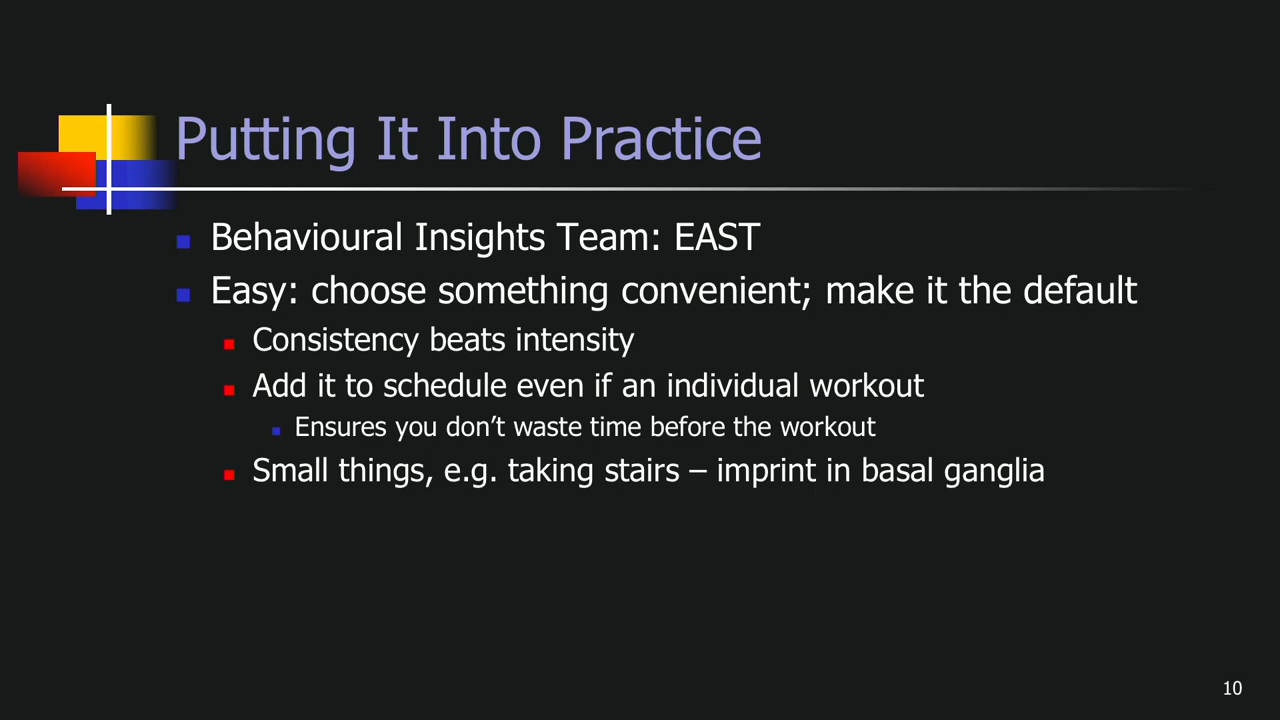 Putting It Into Practice
Behavioural Insights Team: EAST
Easy: choose something convenient; make it the default
Consistency beats intensity
Add it to schedule even if an individual workout
Ensures you don’t waste time before the workout
Small things, e.g. taking stairs – imprint in basal ganglia
10